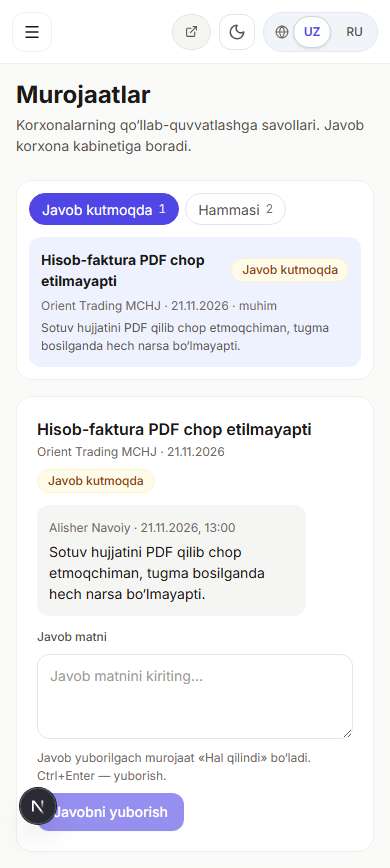 UZ RU
Murojaatlar
Korxonalarning qo‘llab-quvvatlashga savollari. Javob
korxona kabinetiga boradi.
Javob kutmoqda 1 Hammasi 2
Hisob-faktura PDF chop
etilmayapti
Javob kutmoqda
Orient Trading MCHJ · 21.11.2026 · muhim
Sotuv hujjatini PDF qilib chop etmoqchiman, tugma
bosilganda hech narsa bo‘lmayapti.
Hisob-faktura PDF chop etilmayapti
Orient Trading MCHJ · 21.11.2026
Javob kutmoqda
Alisher Navoiy · 21.11.2026, 13:00
Sotuv hujjatini PDF qilib chop
etmoqchiman, tugma bosilganda
hech narsa bo‘lmayapti.
Javob matni
Javob matnini kiriting...
Javob yuborilgach murojaat «Hal qilindi» bo‘ladi.
Ctrl+Enter — yuborish.
N
Javobni yuborish